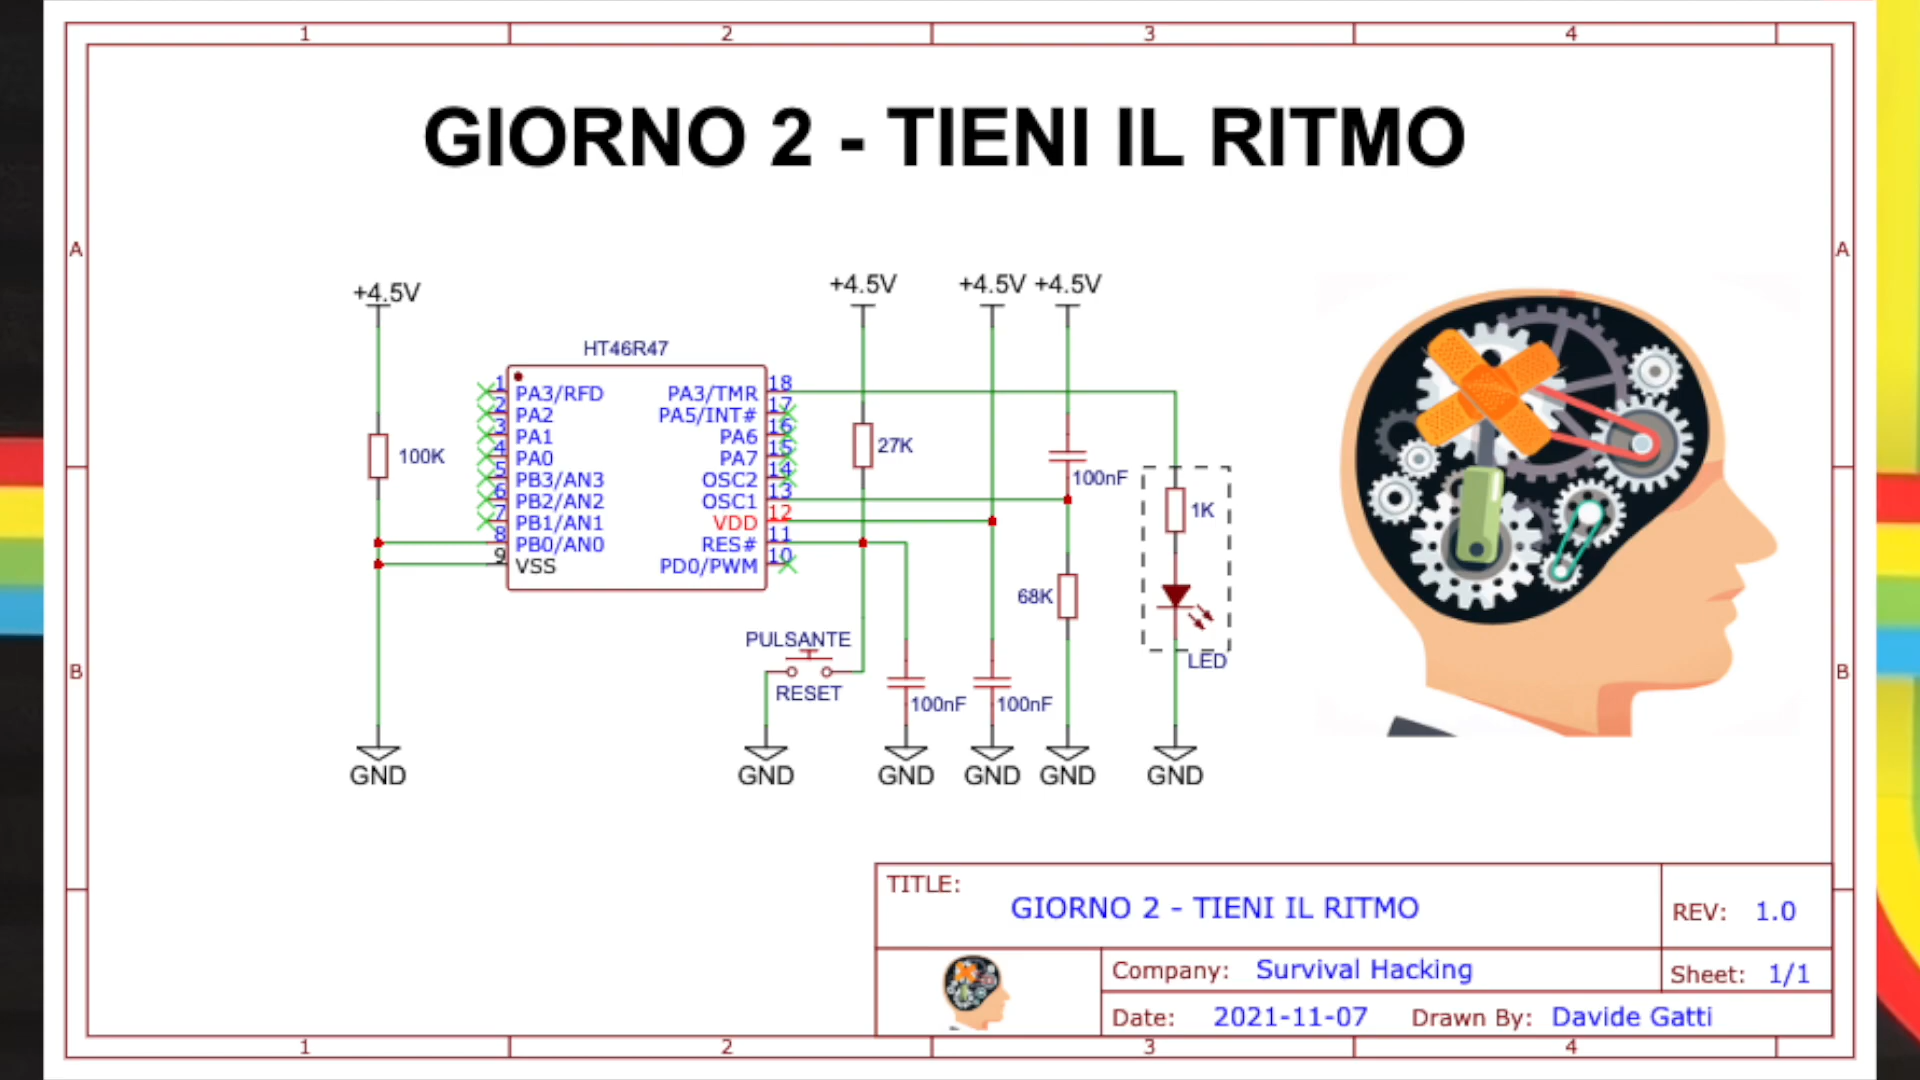 1 2 3 4
GIORNO 2 - TIENI IL RITMO
A A
+4.5V +4.5V +4.5V +4.5V
HT46R47
1 PA3/RFD PA3/TMR 18
2 PA2 PA5/INT# 17
3 PA1 PA6 16
4 PA0 PA7 15
5 PB3/AN3 OSC2 14
6 PB2/AN2 OSC1 13
7 PB1/AN1 VDD 12
8 PB0/AN0 RES# 11
9 VSS PD0/PWM 10
100K
27K
100nF
1K
68K
PULSANTE
RESET
LED
100nF 100nF
B B
GND GND GND GND GND GND
TITLE:
GIORNO 2 - TIENI IL RITMO
REV: 1.0
Company: Survival Hacking
Sheet: 1/1
Date: 2021-11-07 Drawn By: Davide Gatti
1 2 3 4